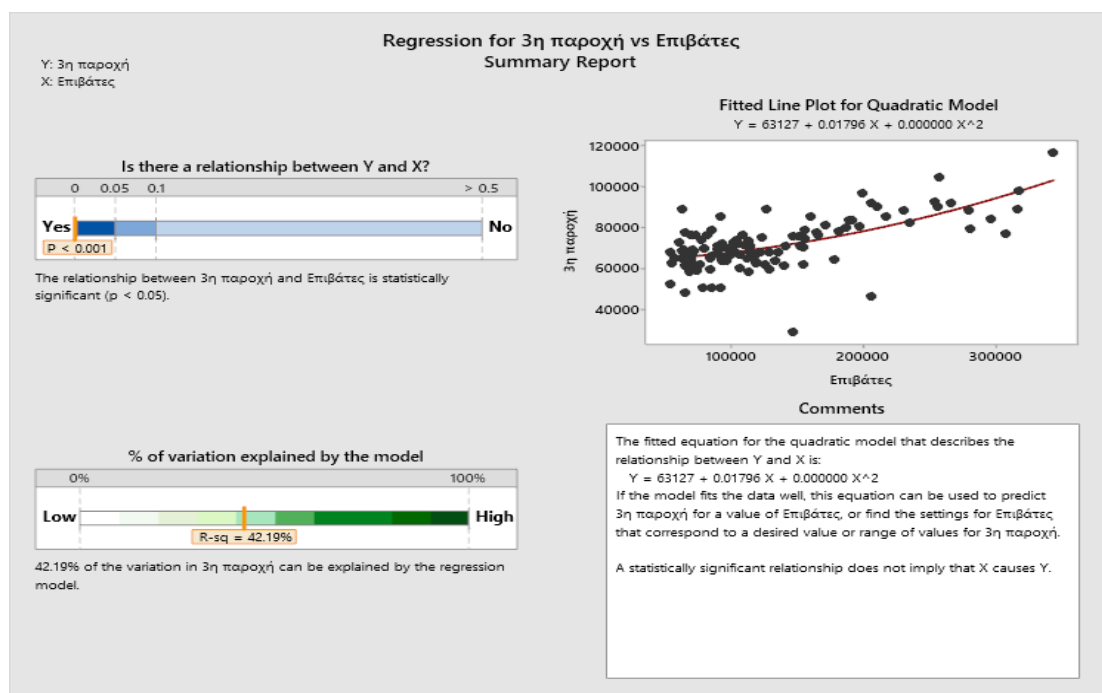 Regression for 3η παροχή vs Επιβάτες
Summary Report
Y: 3η παροχή
X: Επιβάτες
Is there a relationship between Y and X?
0 0.05 0.1 > 0.5
Yes No
P < 0.001
The relationship between 3η παροχή and Επιβάτες is statistically
significant (p < 0.05).
% of variation explained by the model
0% 100%
Low High
R-sq = 42.19%
42.19% of the variation in 3η παροχή can be explained by the regression
model.
Fitted Line Plot for Quadratic Model
Y = 63127 + 0.01796 X + 0.000000 X^2
120000
100000
80000
60000
40000
3η παροχή
100000 200000 300000
Επιβάτες
Comments
The fitted equation for the quadratic model that describes the
relationship between Y and X is:
Y = 63127 + 0.01796 X + 0.000000 X^2
If the model fits the data well, this equation can be used to predict
3η παροχή for a value of Επιβάτες, or find the settings for Επιβάτες
that correspond to a desired value or range of values for 3η παροχή.
A statistically significant relationship does not imply that X causes Y.